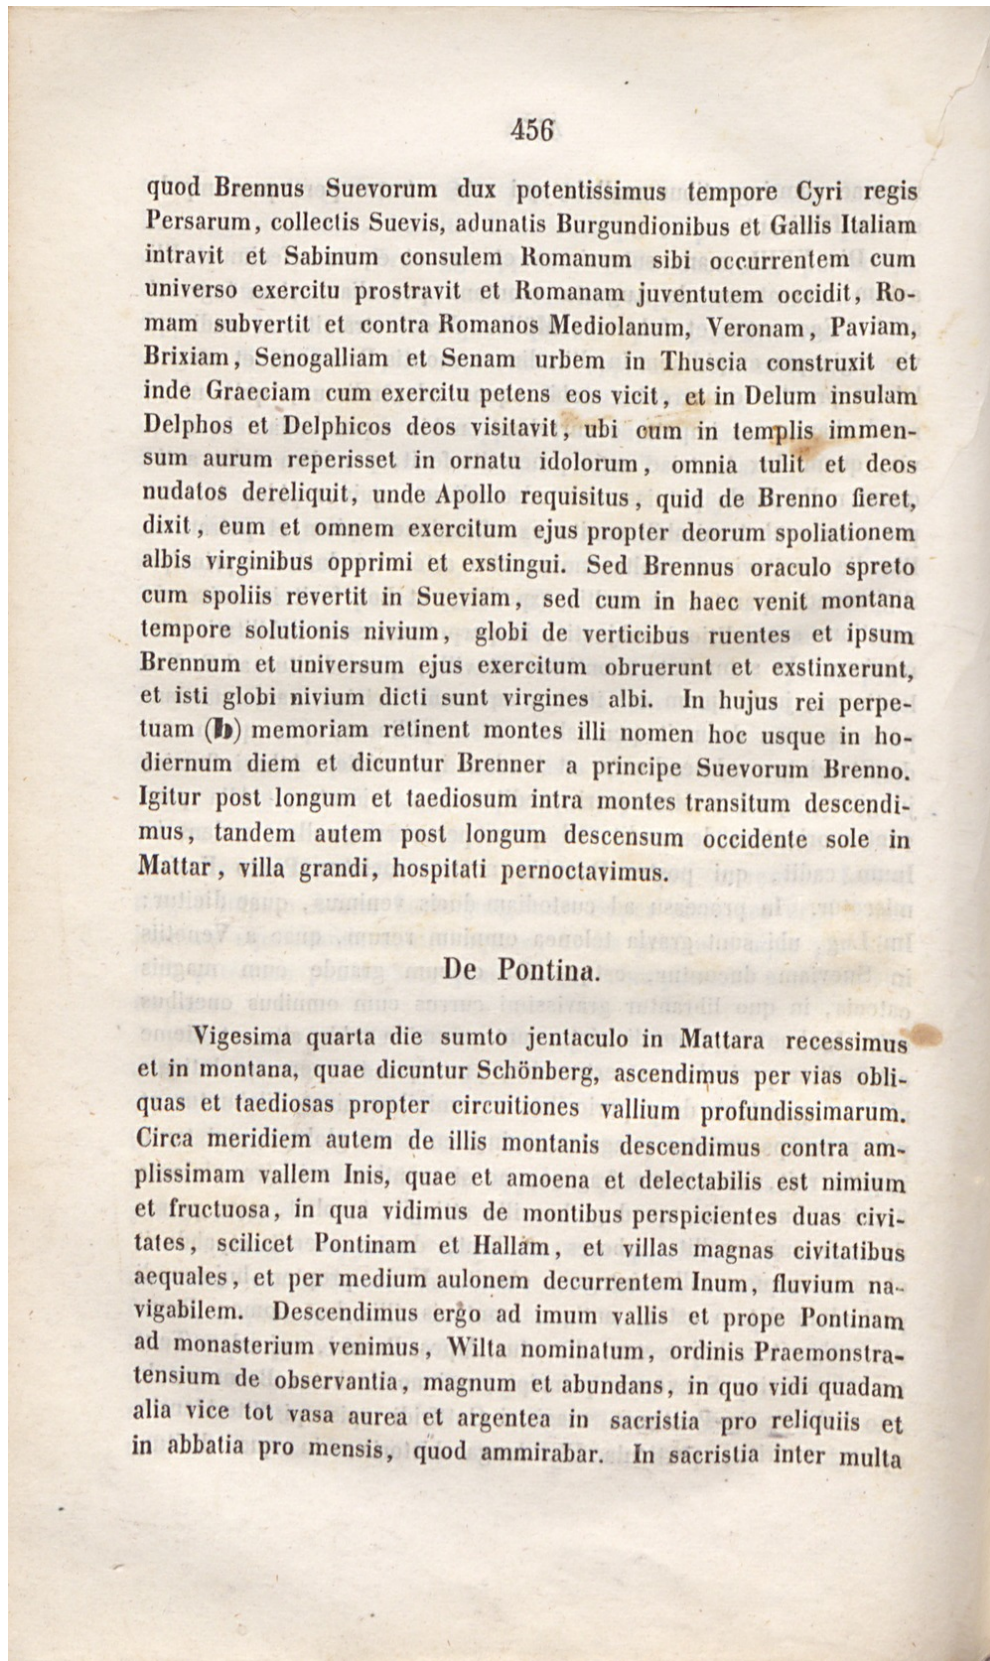 456
quod Brennus Suevorum dux potentissimus tempore Cyri regis
Persarum, collectis Suevis, adunatis Burgundionibus et Gallis Italiam
intravit et Sabinum consulem Romanum sibi occurrentem cum
universo exercitu prostravit et Romanam juventutem occidit, Ro-
mam subvertit et contra Romanos Mediolanum, Veronam, Paviam,
Brixiam, Senogalliam et Senam urbem in Thuscia construxit et
inde Graeciam cum exercitu petens eos vicit, et in Delum insulam
Delphos et Delphicos deos visitavit, ubi cum in templis immen-
sum aurum reperisset in ornatu idolorum, omnia tulit et deos
nudatos dereliquit, unde Apollo requisitus, quid de Brenno fieret,
dixit, eum et omnem exercitum ejus propter deorum spoliationem
albis virginibus opprimi et exstingui. Sed Brennus oraculo spreto
cum spoliis revertit in Sueviam, sed cum in haec venit montana
tempore solutionis nivium, globi de verticibus ruentes et ipsum
Brennum et universum ejus exercitum obruerunt et exstinxerunt,
et isti globi nivium dicti sunt virgines albi. In hujus rei perpe-
tuam (b) memoriam retinent montes illi nomen hoc usque in ho-
diernum diem et dicuntur Brenner a principe Suevorum Brenno.
Igitur post longum et taediosum intra montes transitum descendi-
mus, tandem autem post longum descensum occidente sole in
Mattar, villa grandi, hospitati pernoctavimus.
De Pontina.
Vigesima quarta die sumto jentaculo in Mattara recessimus
et in montana, quae dicuntur Schönberg, ascendimus per vias obli-
quas et taediosas propter circuitiones vallium profundissimarum.
Circa meridiem autem de illis montanis descendimus contra am-
plissimam vallem Inis, quae et amoena et delectabilis est nimium
et fructuosa, in qua vidimus de montibus perspicientes duas civi-
tates, scilicet Pontinam et Hallam, et villas magnas civitatibus
aequales, et per medium aulonem decurrentem Inum, fluvium na-
vigabilem. Descendimus ergo ad imum vallis et prope Pontinam
ad monasterium venimus, Wilta nominatum, ordinis Praemonstra-
tensium de observantia, magnum et abundans, in quo vidi quadam
alia vice tot vasa aurea et argentea in sacristia pro reliquiis et
in abbatia pro mensis, quod ammirabar. In sacristia inter multa